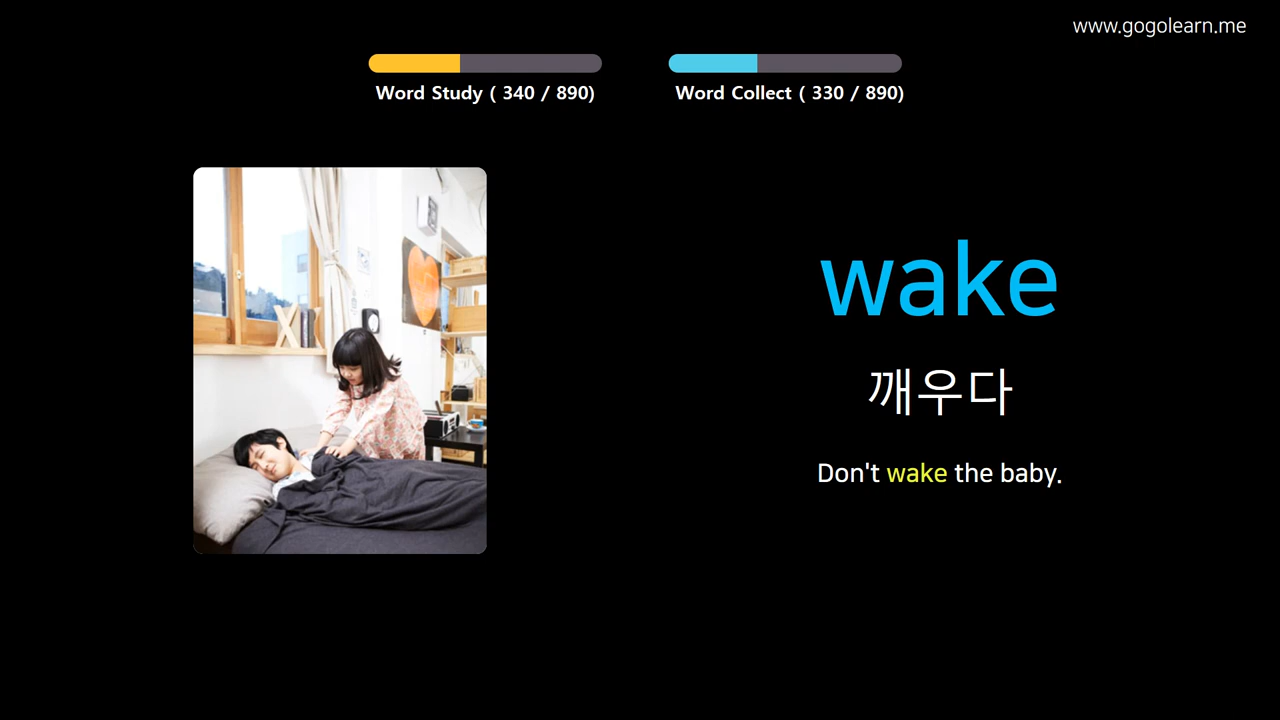 www.gogolearn.me
Word Study ( 340 / 890)
Word Collect ( 330 / 890)
wake
깨우다
Don't wake the baby.